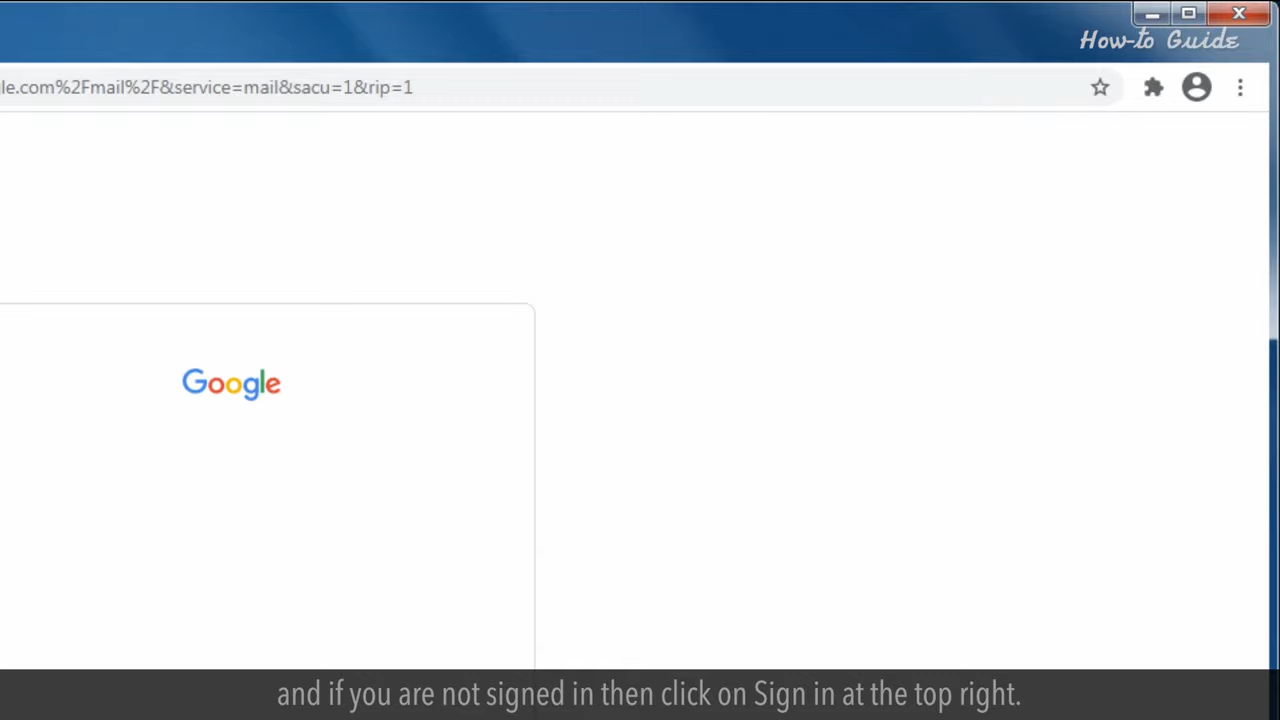 How-to Guide
le.com%2Fmail%2F&service=mail&sacu=1&rip=1
Google
and if you are not signed in then click on Sign in at the top right.